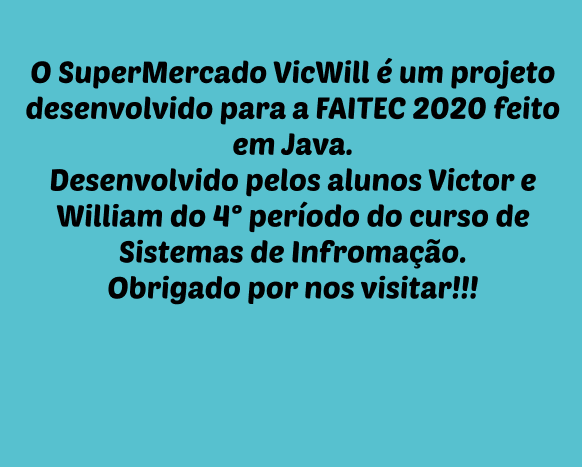 O SuperMercado VicWill é um projeto
desenvolvido para a FAITEC 2020 feito
em Java.
Desenvolvido pelos alunos Victor e
William do 4° período do curso de
Sistemas de Infromação.
Obrigado por nos visitar!!!